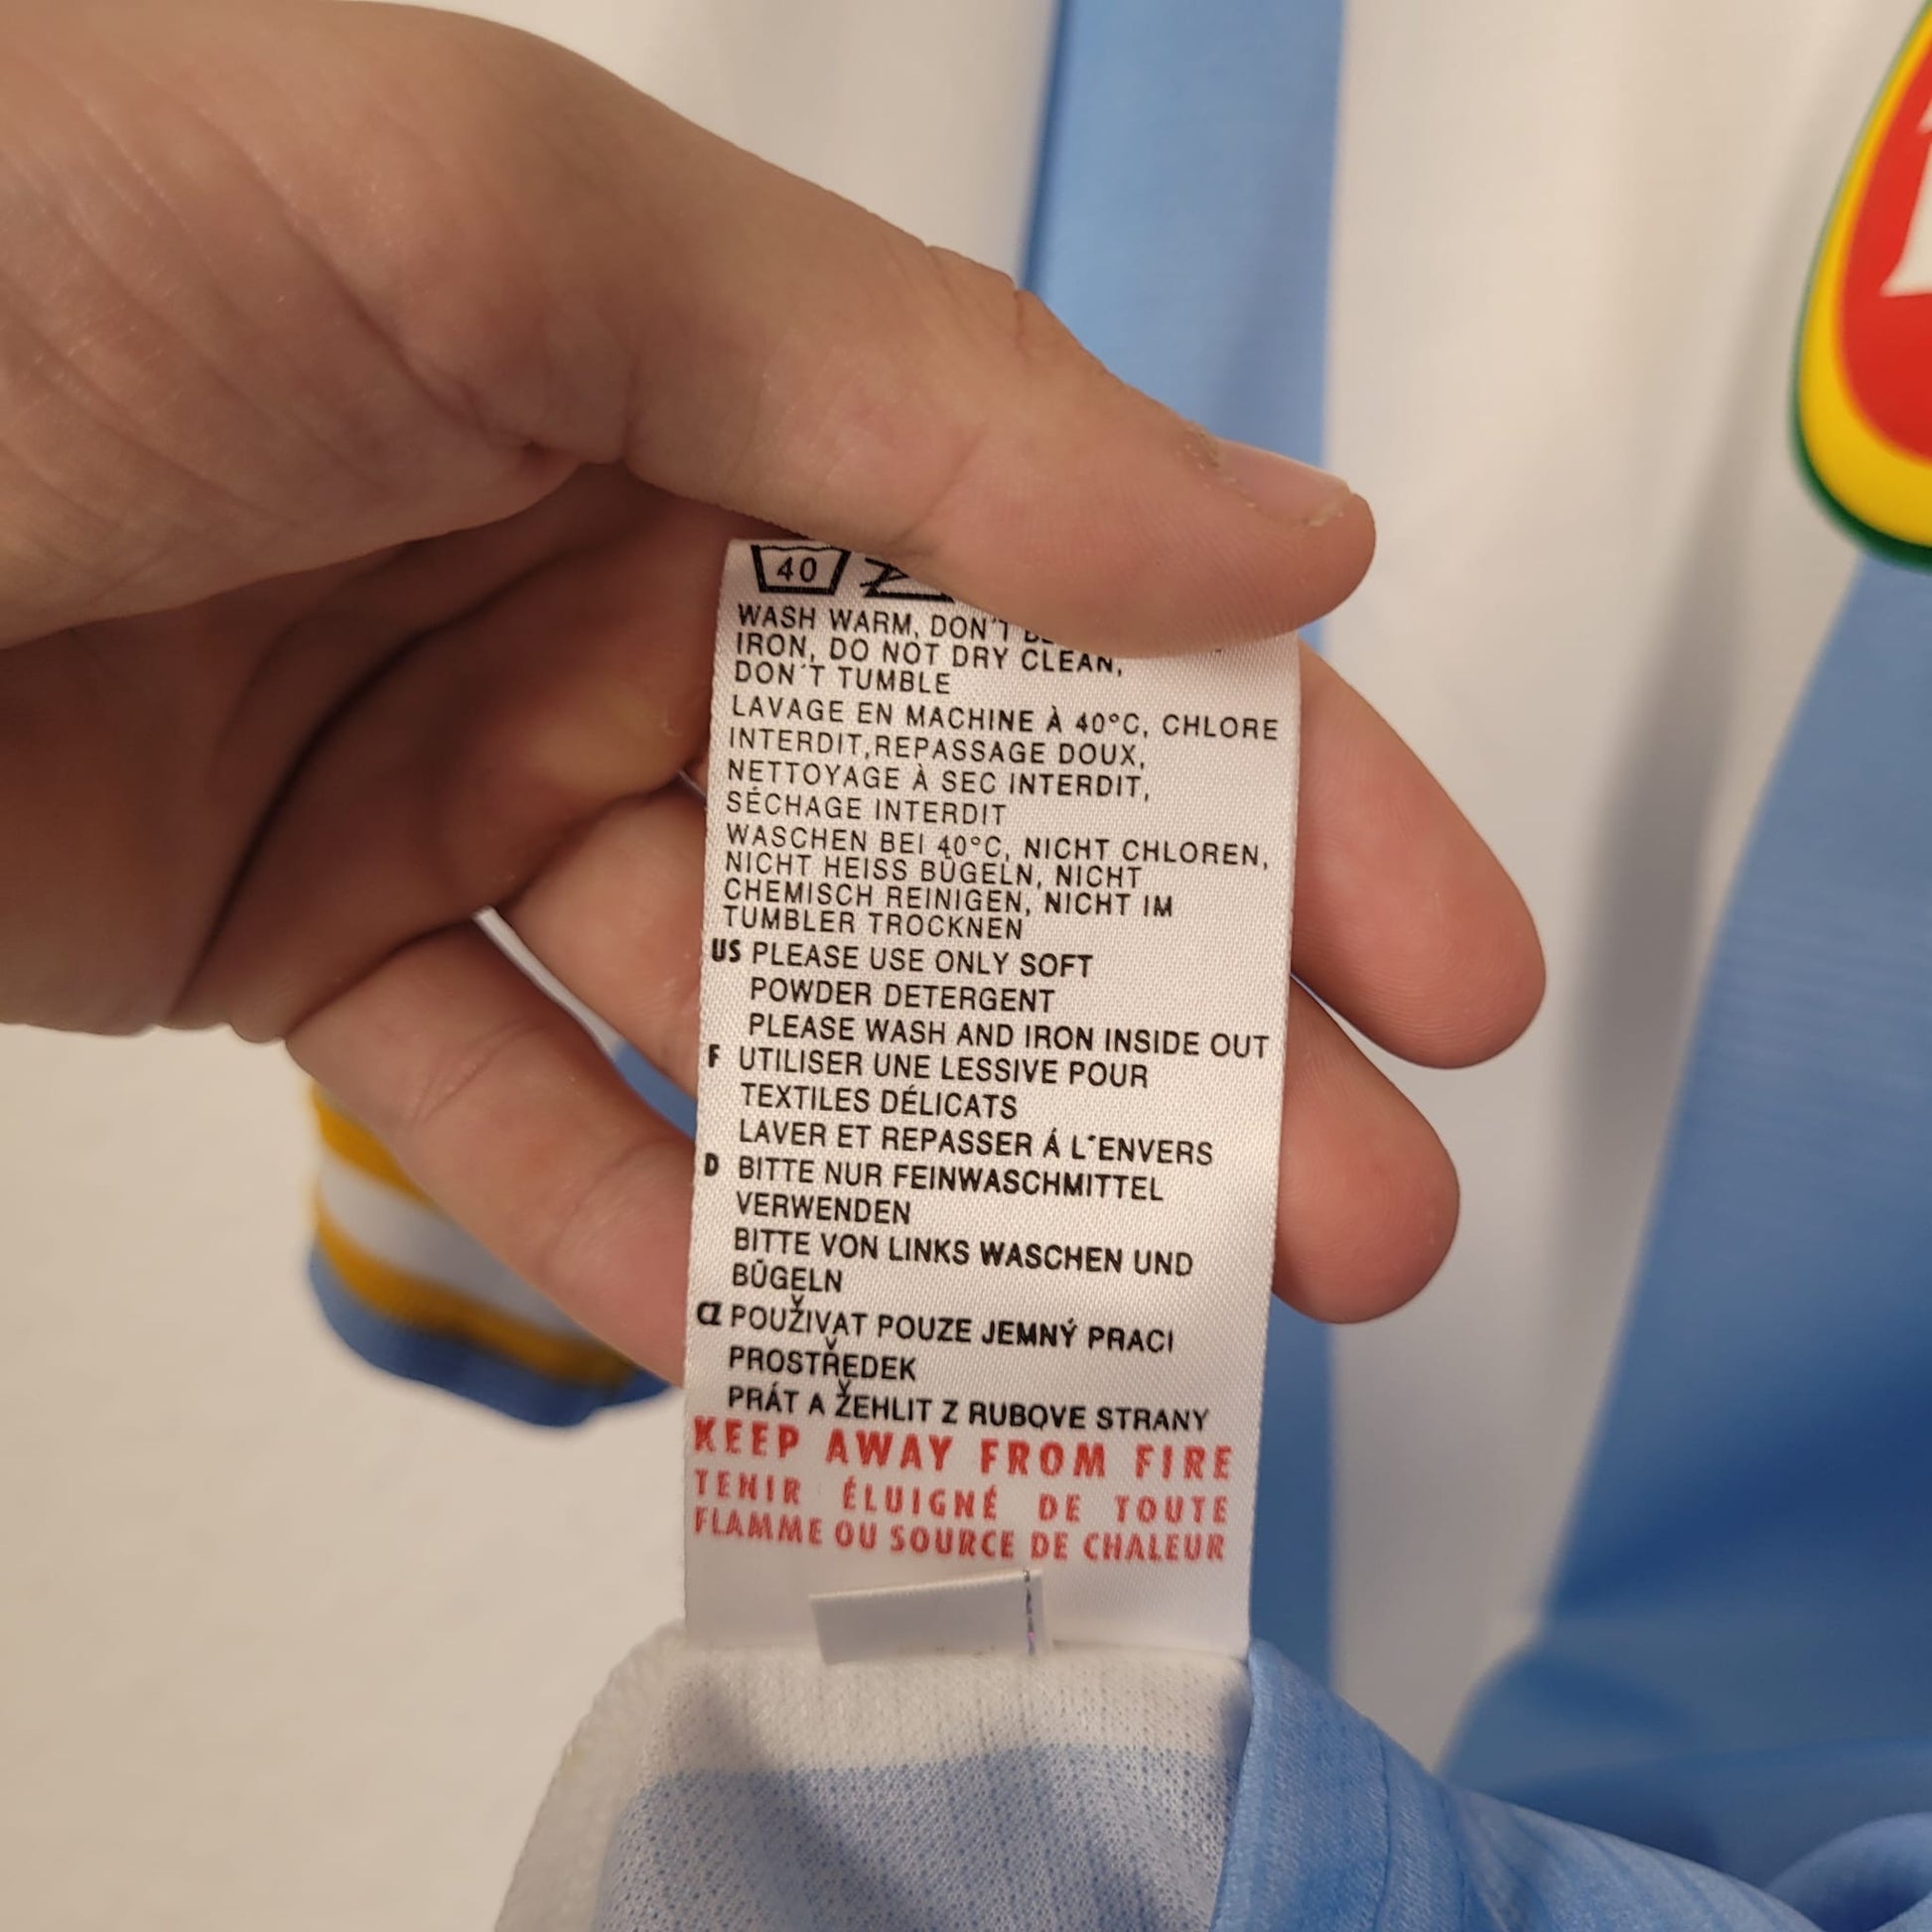 40
WASH WARM, DON'T
IRON, DO NOT DRY CLEAN,
DON´T TUMBLE
LAVAGE EN MACHINE À 40°C, CHLORE
INTERDIT,REPASSAGE DOUX,
NETTOYAGE À SEC INTERDIT,
SÉCHAGE INTERDIT
WASCHEN BEI 40°C, NICHT CHLOREN,
NICHT HEISS BÜGELN, NICHT
CHEMISCH REINIGEN, NICHT IM
TUMBLER TROCKNEN
US PLEASE USE ONLY SOFT
POWDER DETERGENT
PLEASE WASH AND IRON INSIDE OUT
F UTILISER UNE LESSIVE POUR
TEXTILES DÉLICATS
LAVER ET REPASSER Á L´ENVERS
D BITTE NUR FEINWASCHMITTEL
VERWENDEN
BITTE VON LINKS WASCHEN UND
BÜGELN
CZ POUŽIVAT POUZE JEMNÝ PRACI
PROSTŘEDEK
PRÁT A ŽEHLIT Z RUBOVE STRANY
KEEP AWAY FROM FIRE
TENIR ÉLUIGNÉ DE TOUTE
FLAMME OU SOURCE DE CHALEUR